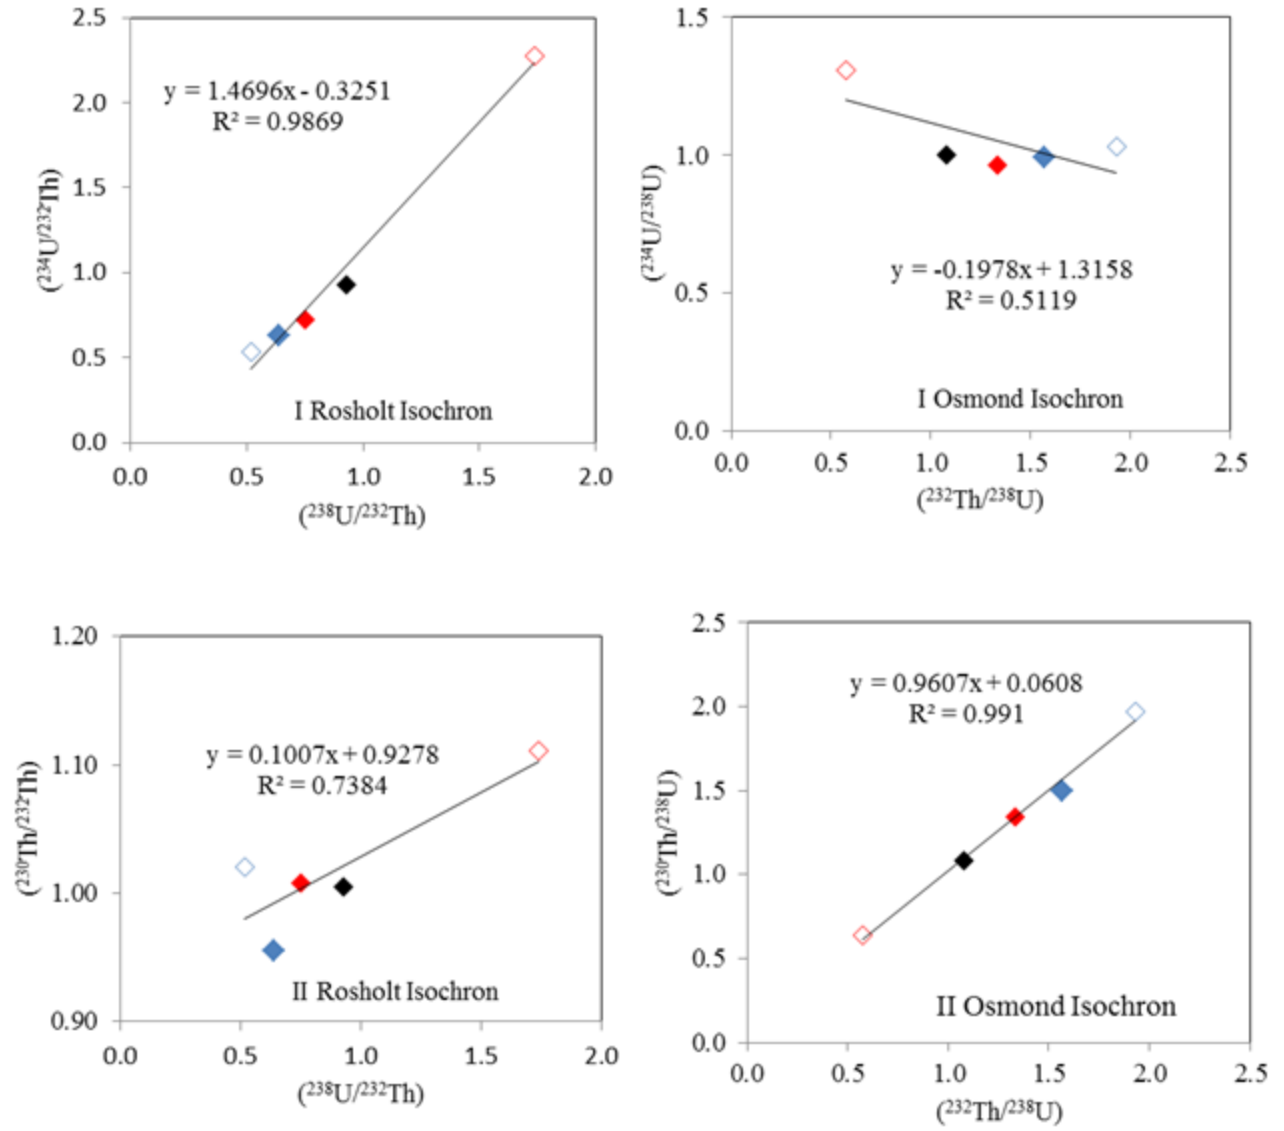 2.5
2.0
1.5
1.0
0.5
0.0
(²³⁴U/²³²Th)
y = 1.4696x - 0.3251
R² = 0.9869
I Rosholt Isochron
0.0 0.5 1.0 1.5 2.0
(²³⁸U/²³²Th)
1.5
1.0
0.5
0.0
(²³⁴U/²³⁸U)
y = -0.1978x + 1.3158
R² = 0.5119
I Osmond Isochron
0.0 0.5 1.0 1.5 2.0 2.5
(²³²Th/²³⁸U)
1.20
1.10
1.00
0.90
(²³⁰Th/²³²Th)
y = 0.1007x + 0.9278
R² = 0.7384
II Rosholt Isochron
0.0 0.5 1.0 1.5 2.0
(²³⁸U/²³²Th)
2.5
2.0
1.5
1.0
0.5
0.0
(²³⁰Th/²³⁸U)
y = 0.9607x + 0.0608
R² = 0.991
II Osmond Isochron
0.0 0.5 1.0 1.5 2.0 2.5
(²³²Th/²³⁸U)